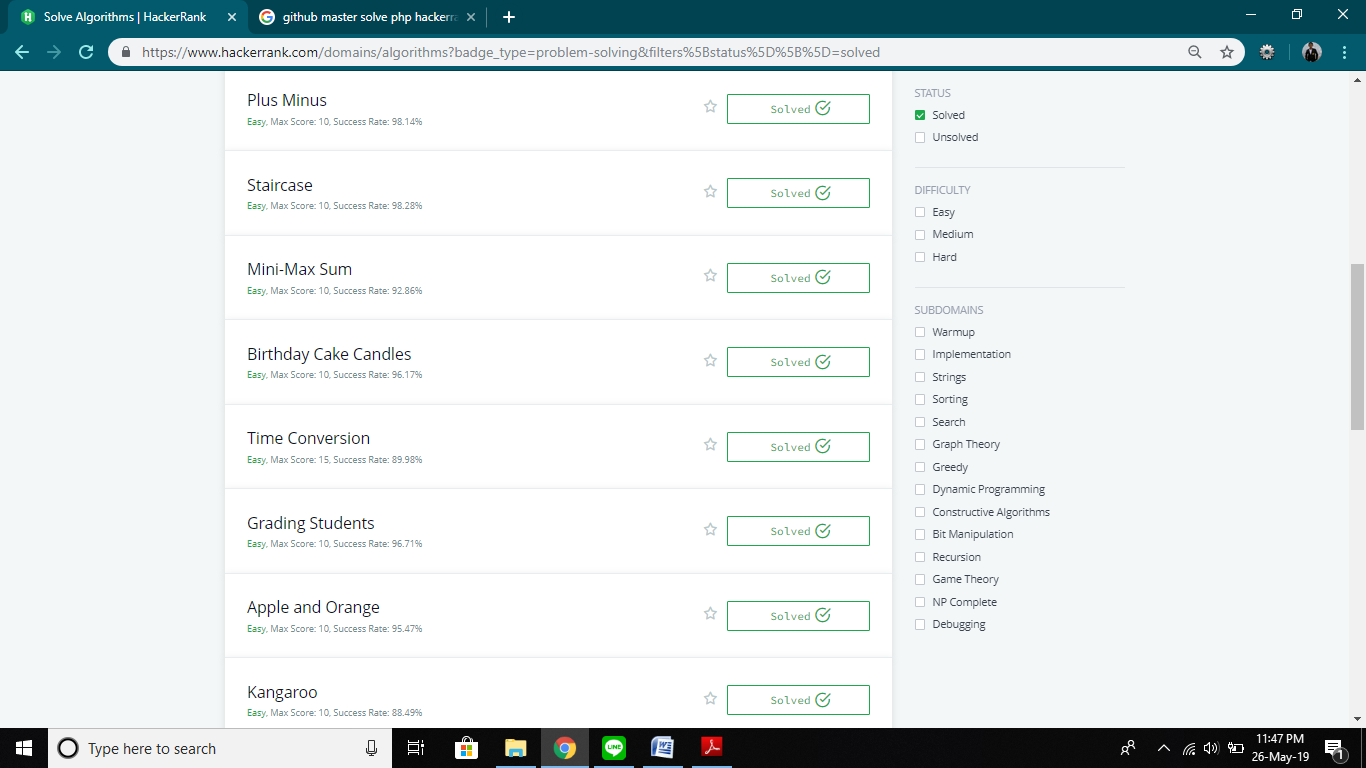 Solve Algorithms | HackerRank
github master solve php hackerra
https://www.hackerrank.com/domains/algorithms?badge_type=problem-solving&filters%5Bstatus%5D%5B%5D=solved
Plus Minus
Easy, Max Score: 10, Success Rate: 98.14%
Solved
Staircase
Easy, Max Score: 10, Success Rate: 98.28%
Solved
Mini-Max Sum
Easy, Max Score: 10, Success Rate: 92.86%
Solved
Birthday Cake Candles
Easy, Max Score: 10, Success Rate: 96.17%
Solved
Time Conversion
Easy, Max Score: 15, Success Rate: 89.98%
Solved
Grading Students
Easy, Max Score: 10, Success Rate: 96.71%
Solved
Apple and Orange
Easy, Max Score: 10, Success Rate: 95.47%
Solved
Kangaroo
Easy, Max Score: 10, Success Rate: 88.49%
Solved
STATUS
Solved
Unsolved
DIFFICULTY
Easy
Medium
Hard
SUBDOMAINS
Warmup
Implementation
Strings
Sorting
Search
Graph Theory
Greedy
Dynamic Programming
Constructive Algorithms
Bit Manipulation
Recursion
Game Theory
NP Complete
Debugging
Type here to search
LINE
11:47 PM
26-May-19
1